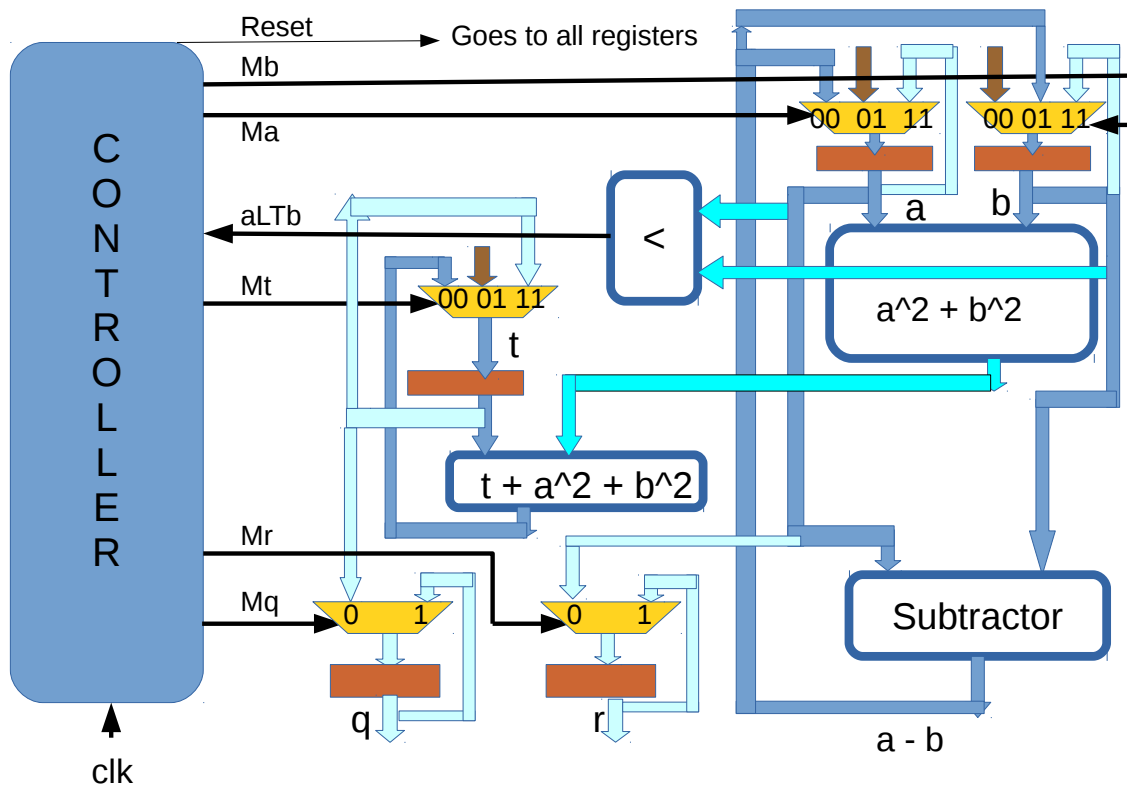 Reset
Goes to all registers
Mb
Ma
00 01 11
00 01 11
C
O
N
T
R
O
L
L
E
R
a
b
aLTb
<
a^2 + b^2
Mt
00 01 11
t
t + a^2 + b^2
Mr
Mq
0 1
0 1
Subtractor
q
r
a - b
clk